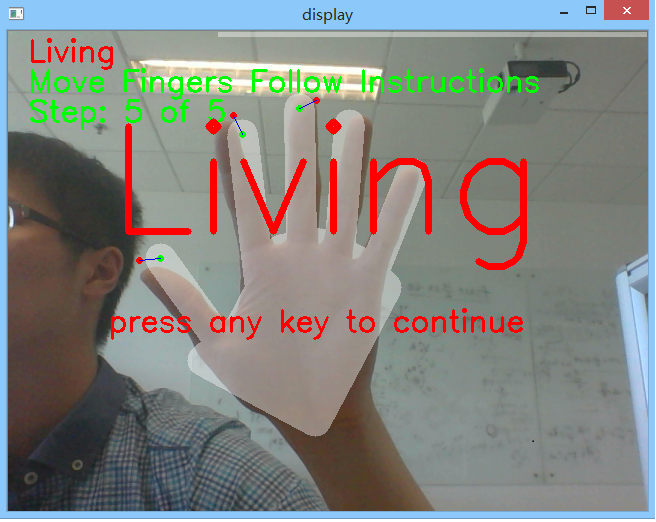 display
Living
Move Fingers Follow Instructions
Step: 5 of 5
Living
press any key to continue